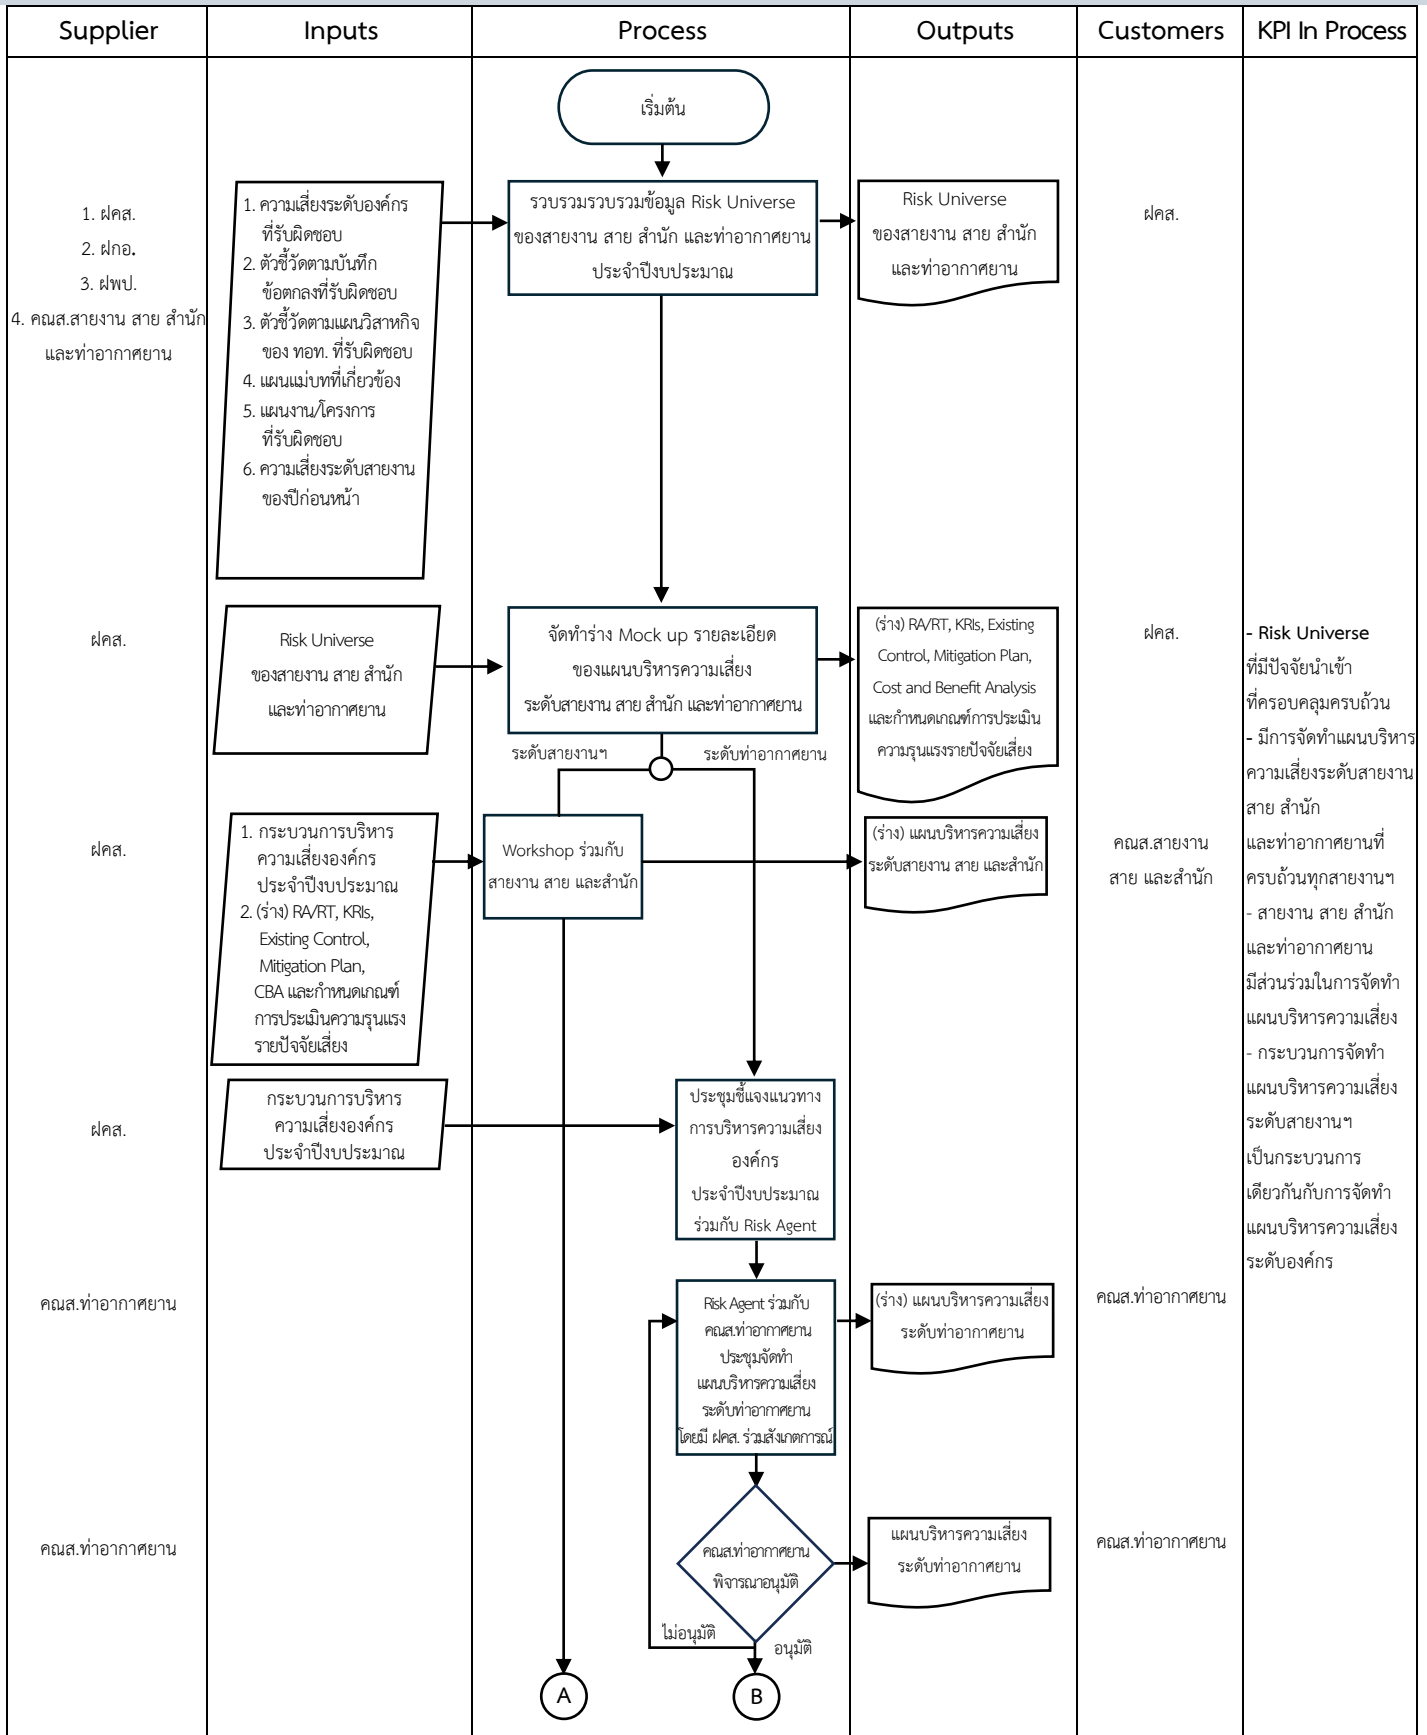 Supplier
Inputs
Process
Outputs
Customers
KPI In Process
เริ่มต้น
1. ฝคส.
2. ฝกอ.
3. ฝพป.
4. คณส.สายงาน สาย สำนัก
และท่าอากาศยาน
1. ความเสี่ยงระดับองค์กร
ที่รับผิดชอบ
2. ตัวชี้วัดตามบันทึก
ข้อตกลงที่รับผิดชอบ
3. ตัวชี้วัดตามแผนวิสาหกิจ
ของ ทอท. ที่รับผิดชอบ
4. แผนแม่บทที่เกี่ยวข้อง
5. แผนงาน/โครงการ
ที่รับผิดชอบ
6. ความเสี่ยงระดับสายงาน
ของปีก่อนหน้า
รวบรวมรวบรวมข้อมูล Risk Universe
ของสายงาน สาย สำนัก และท่าอากาศยาน
ประจำปีงบประมาณ
Risk Universe
ของสายงาน สาย สำนัก
และท่าอากาศยาน
ฝคส.
ฝคส.
Risk Universe
ของสายงาน สาย สำนัก
และท่าอากาศยาน
จัดทำร่าง Mock up รายละเอียด
ของแผนบริหารความเสี่ยง
ระดับสายงาน สาย สำนัก และท่าอากาศยาน
(ร่าง) RA/RT, KRIs, Existing
Control, Mitigation Plan,
Cost and Benefit Analysis
และกำหนดเกณฑ์การประเมิน
ความรุนแรงรายปัจจัยเสี่ยง
ฝคส.
- Risk Universe
ที่มีปัจจัยนำเข้า
ที่ครอบคลุมครบถ้วน
- มีการจัดทำแผนบริหาร
ความเสี่ยงระดับสายงาน
สาย สำนัก
และท่าอากาศยานที่
ครบถ้วนทุกสายงานฯ
- สายงาน สาย สำนัก
และท่าอากาศยาน
มีส่วนร่วมในการจัดทำ
แผนบริหารความเสี่ยง
- กระบวนการจัดทำ
แผนบริหารความเสี่ยง
ระดับสายงานฯ
เป็นกระบวนการ
เดียวกันกับการจัดทำ
แผนบริหารความเสี่ยง
ระดับองค์กร
ระดับสายงานฯ
ระดับท่าอากาศยาน
ฝคส.
1. กระบวนการบริหาร
ความเสี่ยงองค์กร
ประจำปีงบประมาณ
2. (ร่าง) RA/RT, KRIs,
Existing Control,
Mitigation Plan,
CBA และกำหนดเกณฑ์
การประเมินความรุนแรง
รายปัจจัยเสี่ยง
Workshop ร่วมกับ
สายงาน สาย และสำนัก
(ร่าง) แผนบริหารความเสี่ยง
ระดับสายงาน สาย และสำนัก
คณส.สายงาน
สาย และสำนัก
ฝคส.
กระบวนการบริหาร
ความเสี่ยงองค์กร
ประจำปีงบประมาณ
ประชุมชี้แจงแนวทาง
การบริหารความเสี่ยง
องค์กร
ประจำปีงบประมาณ
ร่วมกับ Risk Agent
คณส.ท่าอากาศยาน
Risk Agent ร่วมกับ
คณส.ท่าอากาศยาน
ประชุมจัดทำ
แผนบริหารความเสี่ยง
ระดับท่าอากาศยาน
โดยมี ฝคส. ร่วมสังเกตการณ์
(ร่าง) แผนบริหารความเสี่ยง
ระดับท่าอากาศยาน
คณส.ท่าอากาศยาน
คณส.ท่าอากาศยาน
คณส.ท่าอากาศยาน
พิจารณาอนุมัติ
แผนบริหารความเสี่ยง
ระดับท่าอากาศยาน
คณส.ท่าอากาศยาน
ไม่อนุมัติ
อนุมัติ
A
B